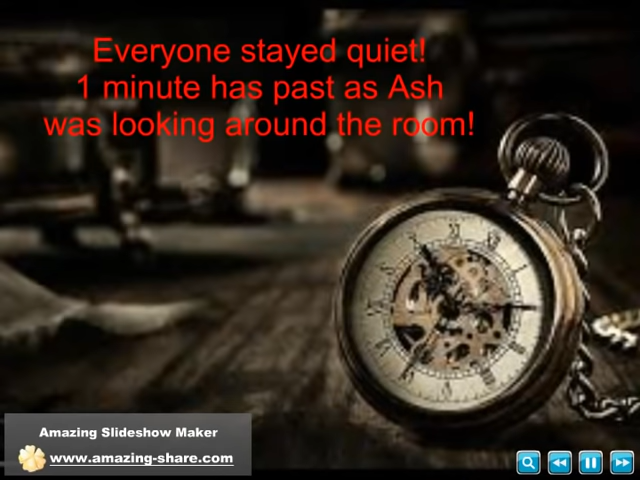 Everyone stayed quiet!
1 minute has past as Ash
was looking around the room!
Amazing Slideshow Maker
www.amazing-share.com